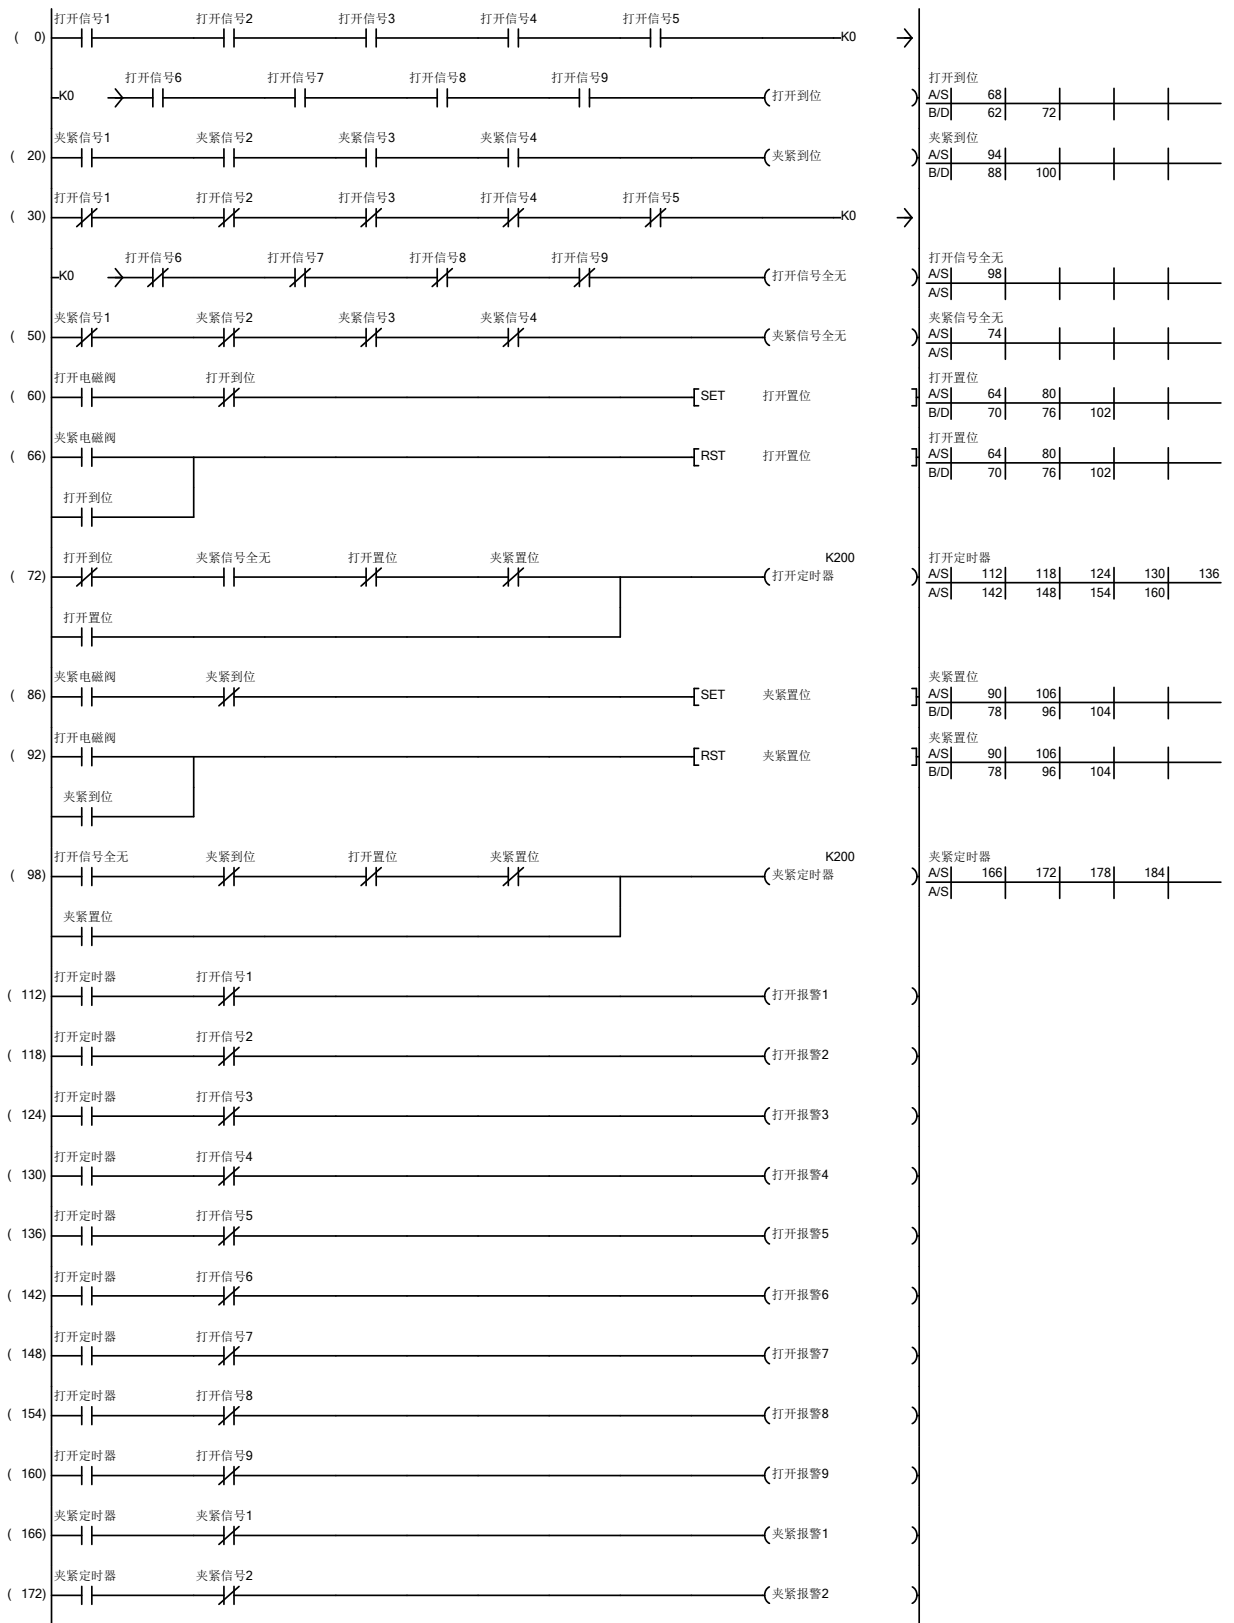 打开信号1 打开信号2 打开信号3 打开信号4 打开信号5
( 0) K0
打开信号6 打开信号7 打开信号8 打开信号9 打开到位
K0 打开到位 A/S 68
B/D 62 72
夹紧信号1 夹紧信号2 夹紧信号3 夹紧信号4 夹紧到位
( 20) 夹紧到位 A/S 94
B/D 88 100
打开信号1 打开信号2 打开信号3 打开信号4 打开信号5
( 30) K0
打开信号6 打开信号7 打开信号8 打开信号9 打开信号全无
K0 打开信号全无 A/S 98
A/S
夹紧信号1 夹紧信号2 夹紧信号3 夹紧信号4 夹紧信号全无
( 50) 夹紧信号全无 A/S 74
A/S
打开电磁阀 打开到位 打开置位
( 60) SET 打开置位 A/S 64 80
B/D 70 76 102
夹紧电磁阀 打开置位
( 66) RST 打开置位 A/S 64 80
B/D 70 76 102
打开到位
打开到位 夹紧信号全无 打开置位 夹紧置位 K200 打开定时器
( 72) 打开定时器 A/S 112 118 124 130 136
A/S 142 148 154 160
打开置位
夹紧电磁阀 夹紧到位 夹紧置位
( 86) SET 夹紧置位 A/S 90 106
B/D 78 96 104
打开电磁阀 夹紧置位
( 92) RST 夹紧置位 A/S 90 106
B/D 78 96 104
夹紧到位
打开信号全无 夹紧到位 打开置位 夹紧置位 K200 夹紧定时器
( 98) 夹紧定时器 A/S 166 172 178 184
A/S
夹紧置位
打开定时器 打开信号1
( 112) 打开报警1
打开定时器 打开信号2
( 118) 打开报警2
打开定时器 打开信号3
( 124) 打开报警3
打开定时器 打开信号4
( 130) 打开报警4
打开定时器 打开信号5
( 136) 打开报警5
打开定时器 打开信号6
( 142) 打开报警6
打开定时器 打开信号7
( 148) 打开报警7
打开定时器 打开信号8
( 154) 打开报警8
打开定时器 打开信号9
( 160) 打开报警9
夹紧定时器 夹紧信号1
( 166) 夹紧报警1
夹紧定时器 夹紧信号2
( 172) 夹紧报警2